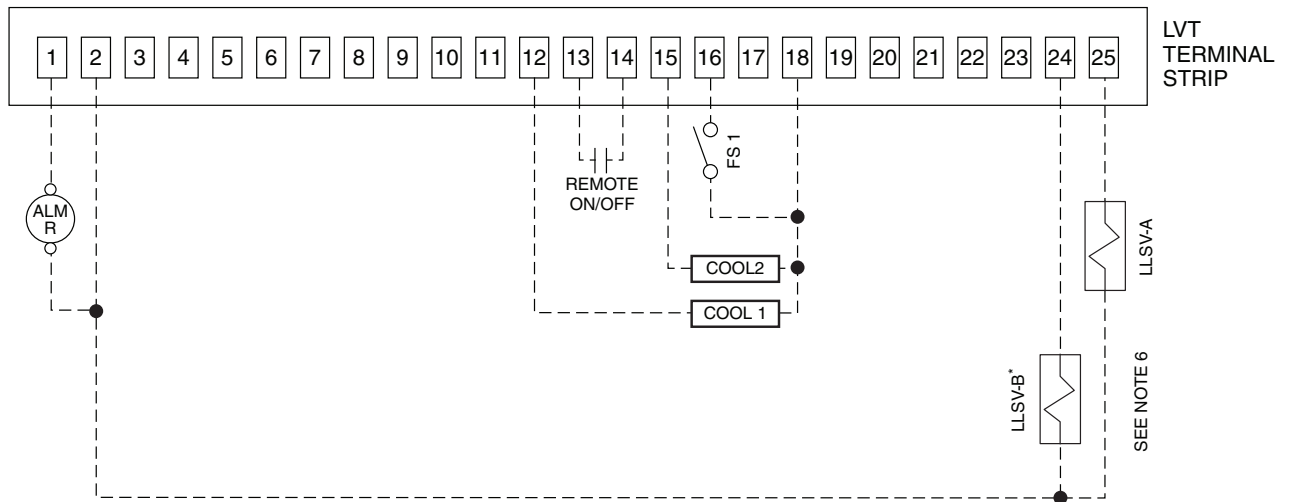 LVT
TERMINAL
STRIP
1 2 3 4 5 6 7 8 9 10 11 12 13 14 15 16 17 18 19 20 21 22 23 24 25
FS 1
REMOTE
ON/OFF
ALM
R
LLSV-A
COOL2
COOL 1
LLSV-B*
SEE NOTE 6